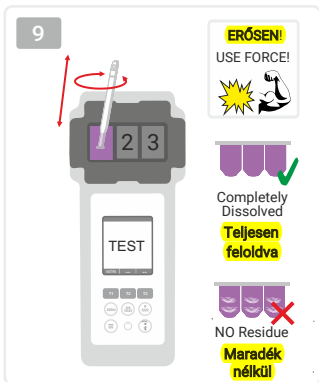 9
ERŐSEN!
USE FORCE!
2 3
TEST
Completely
Dissolved
Teljesen
feloldva
NO Residue
Maradék
nélkül